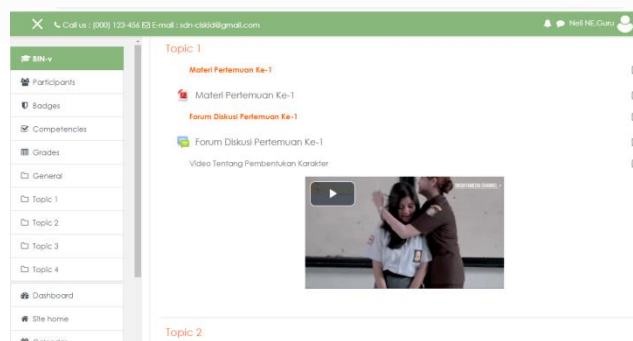 Call us : (000) 123-456 E-mail : sdn-ciskld@gmail.com
Neli NE.Guru
BIN-v
Participants
Badges
Competencies
Grades
General
Topic 1
Topic 2
Topic 3
Topic 4
Dashboard
Site home
Topic 1
Materi Pertemuan Ke-1
Materi Pertemuan Ke-1
Forum Diskusi Pertemuan Ke-1
Forum Diskusi Pertemuan Ke-1
Video Tentang Pembentukan Karakter
Topic 2